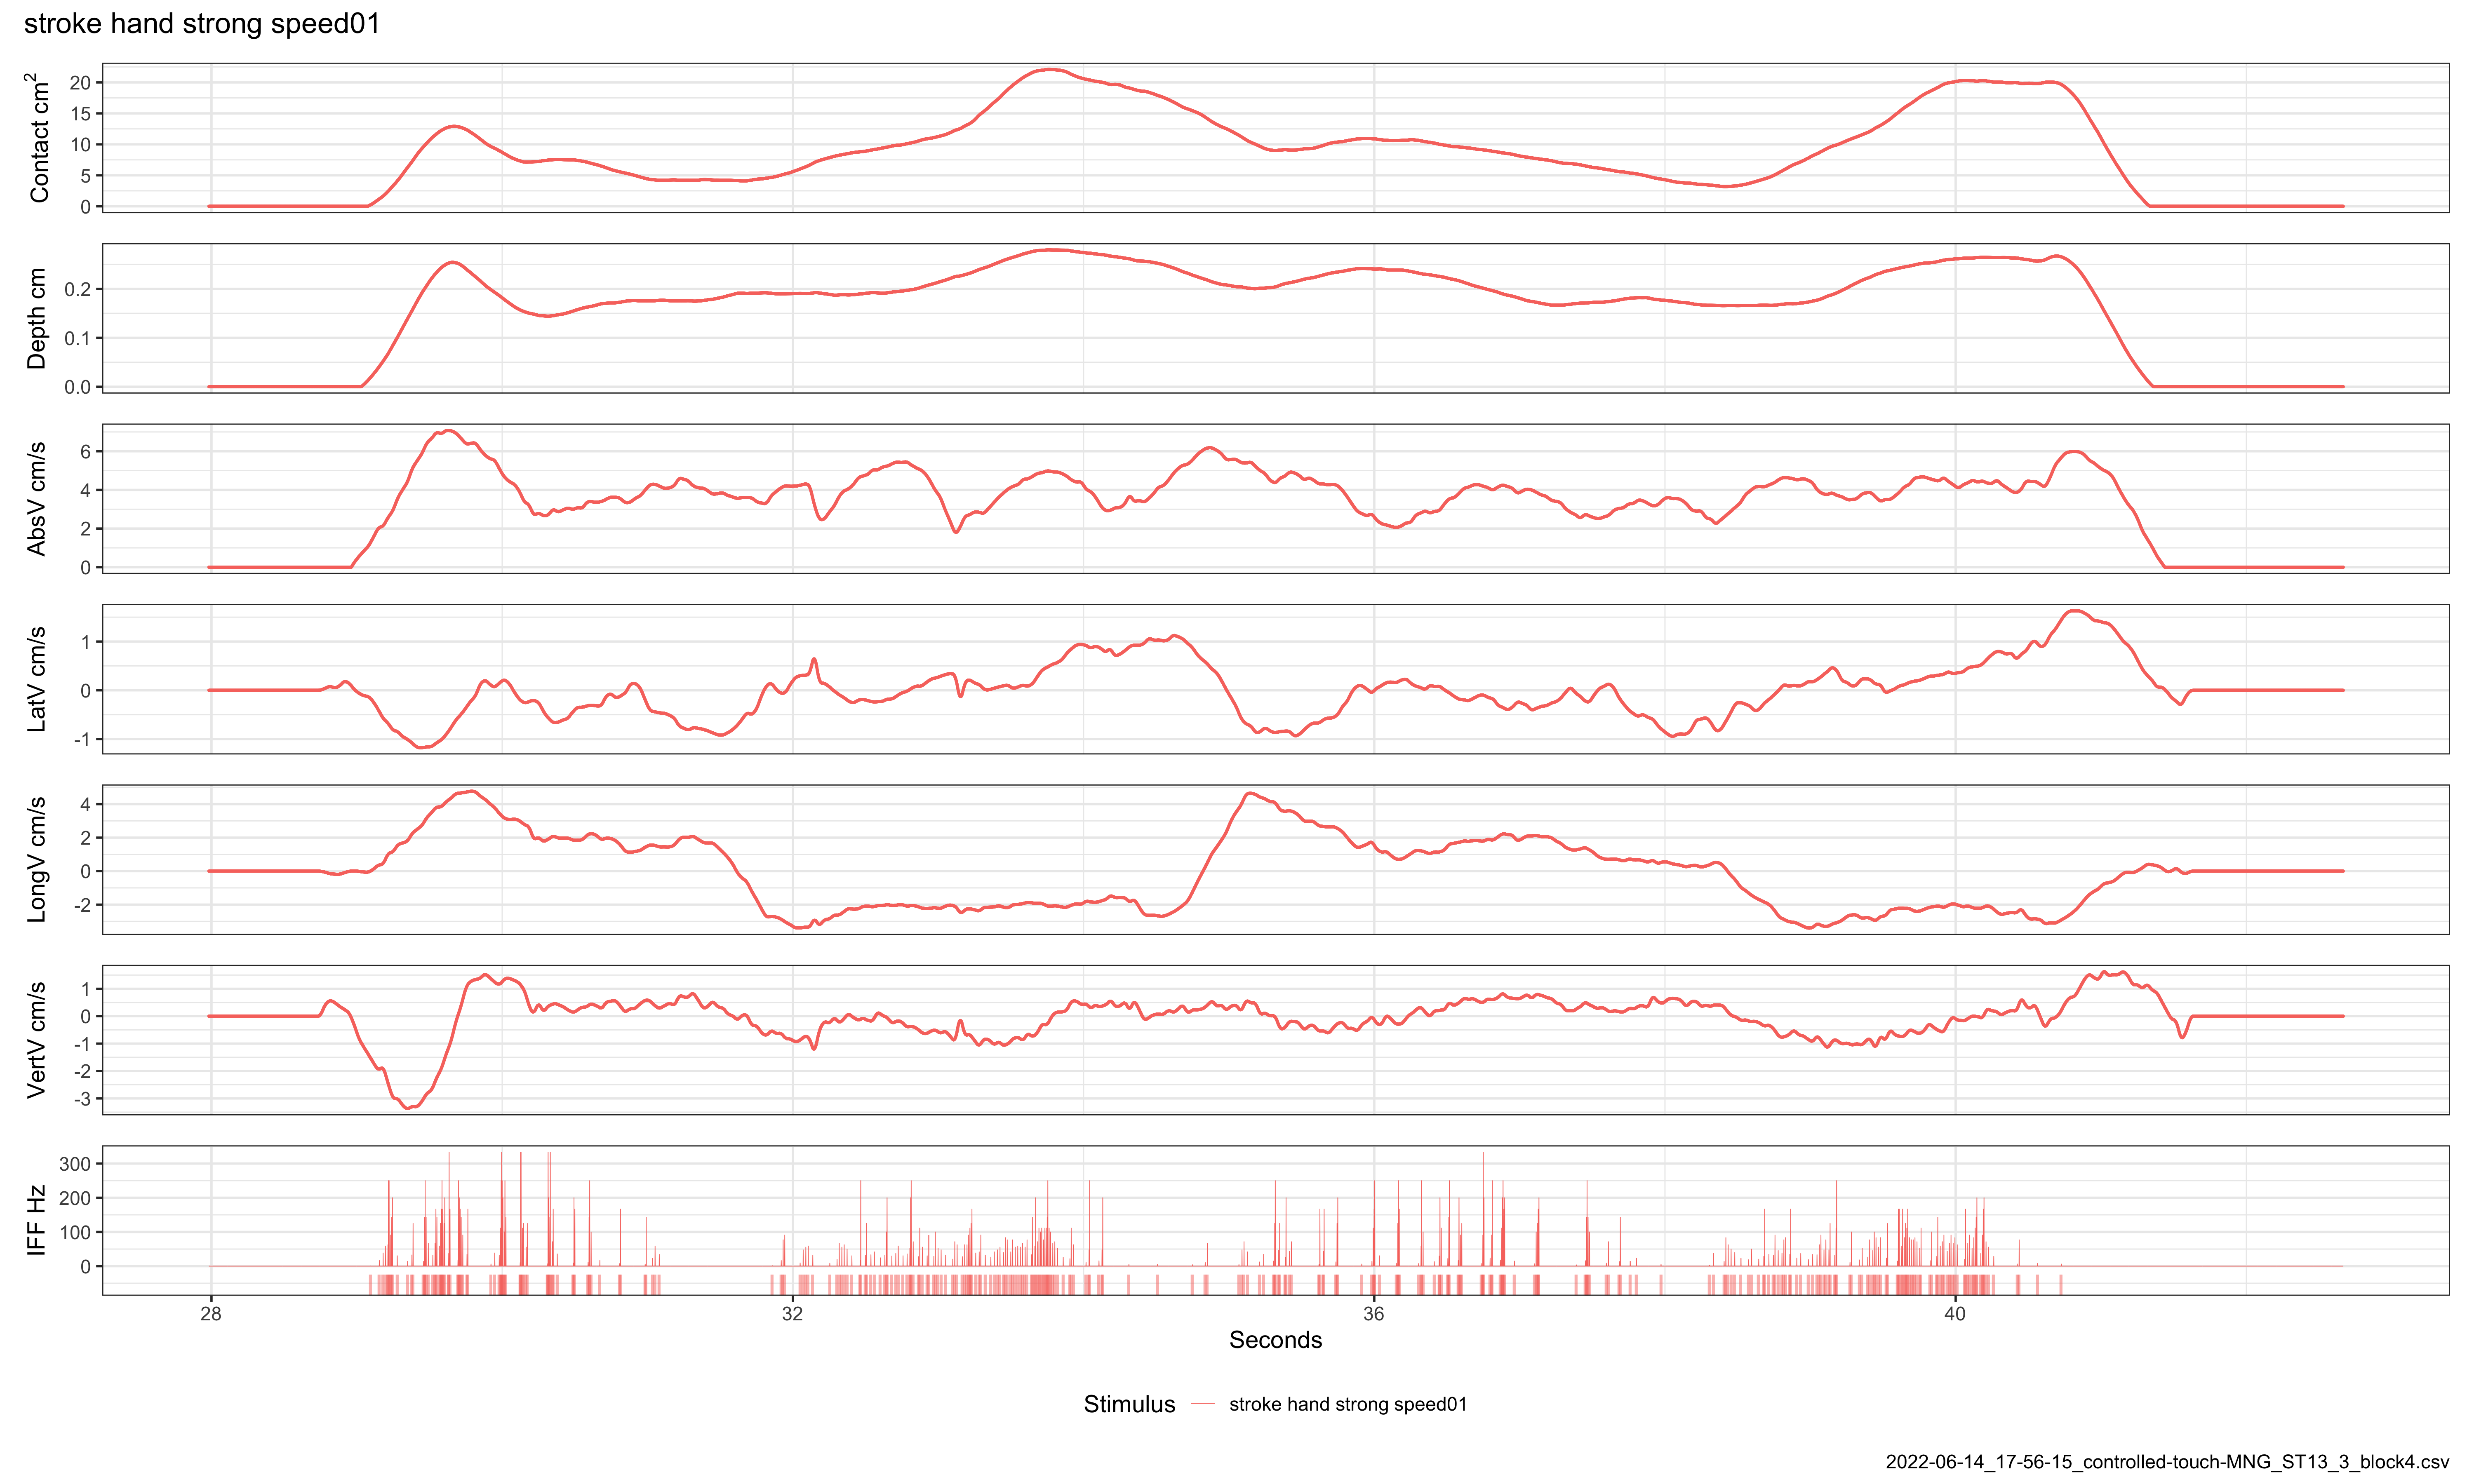 stroke hand strong speed01
Contact cm²
20
15
10
5
0
Depth cm
0.2
0.1
0.0
AbsV cm/s
6
4
2
0
LatV cm/s
1
0
-1
LongV cm/s
4
2
0
-2
VertV cm/s
1
0
-1
-2
-3
IFF Hz
300
200
100
0
28 32 36 40
Seconds
Stimulus stroke hand strong speed01
2022-06-14_17-56-15_controlled-touch-MNG_ST13_3_block4.csv